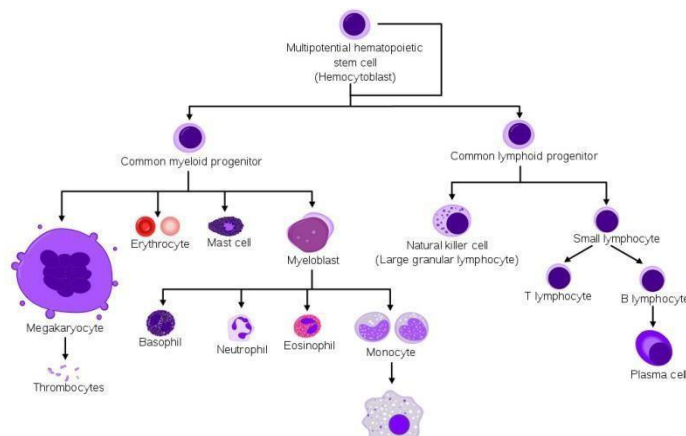 Multipotential hematopoietic
stem cell
(Hemocytoblast)
Common myeloid progenitor
Common lymphoid progenitor
Erythrocyte
Mast cell
Myeloblast
Natural killer cell
(Large granular lymphocyte)
Small lymphocyte
T lymphocyte
B lymphocyte
Megakaryocyte
Basophil
Neutrophil
Eosinophil
Monocyte
Plasma cell
Thrombocytes